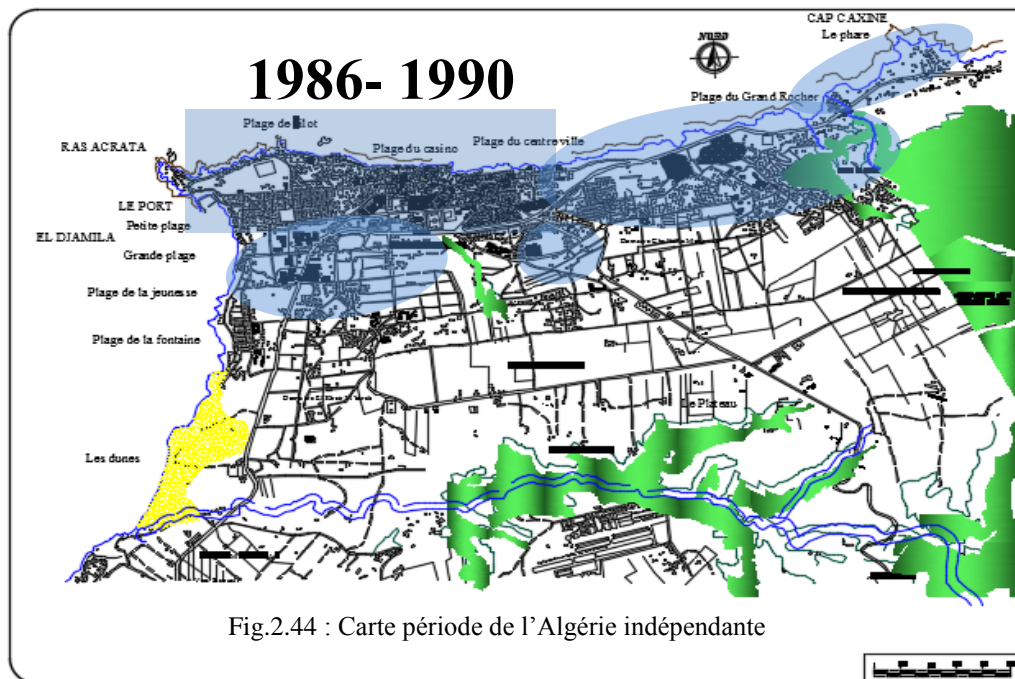 CAP CAXINE
Le phare
NORD
1986- 1990
Plage du Grand Rocher
Plage de
Plage du casino
Plage du centre ville
RAS ACRATA
LE PORT
Petite plage
EL DJAMILA
Grande plage
Plage de la jeunesse
Plage de la fontaine
Le Plateau
Les dunes
Fig.2.44 : Carte période de l’Algérie indépendante